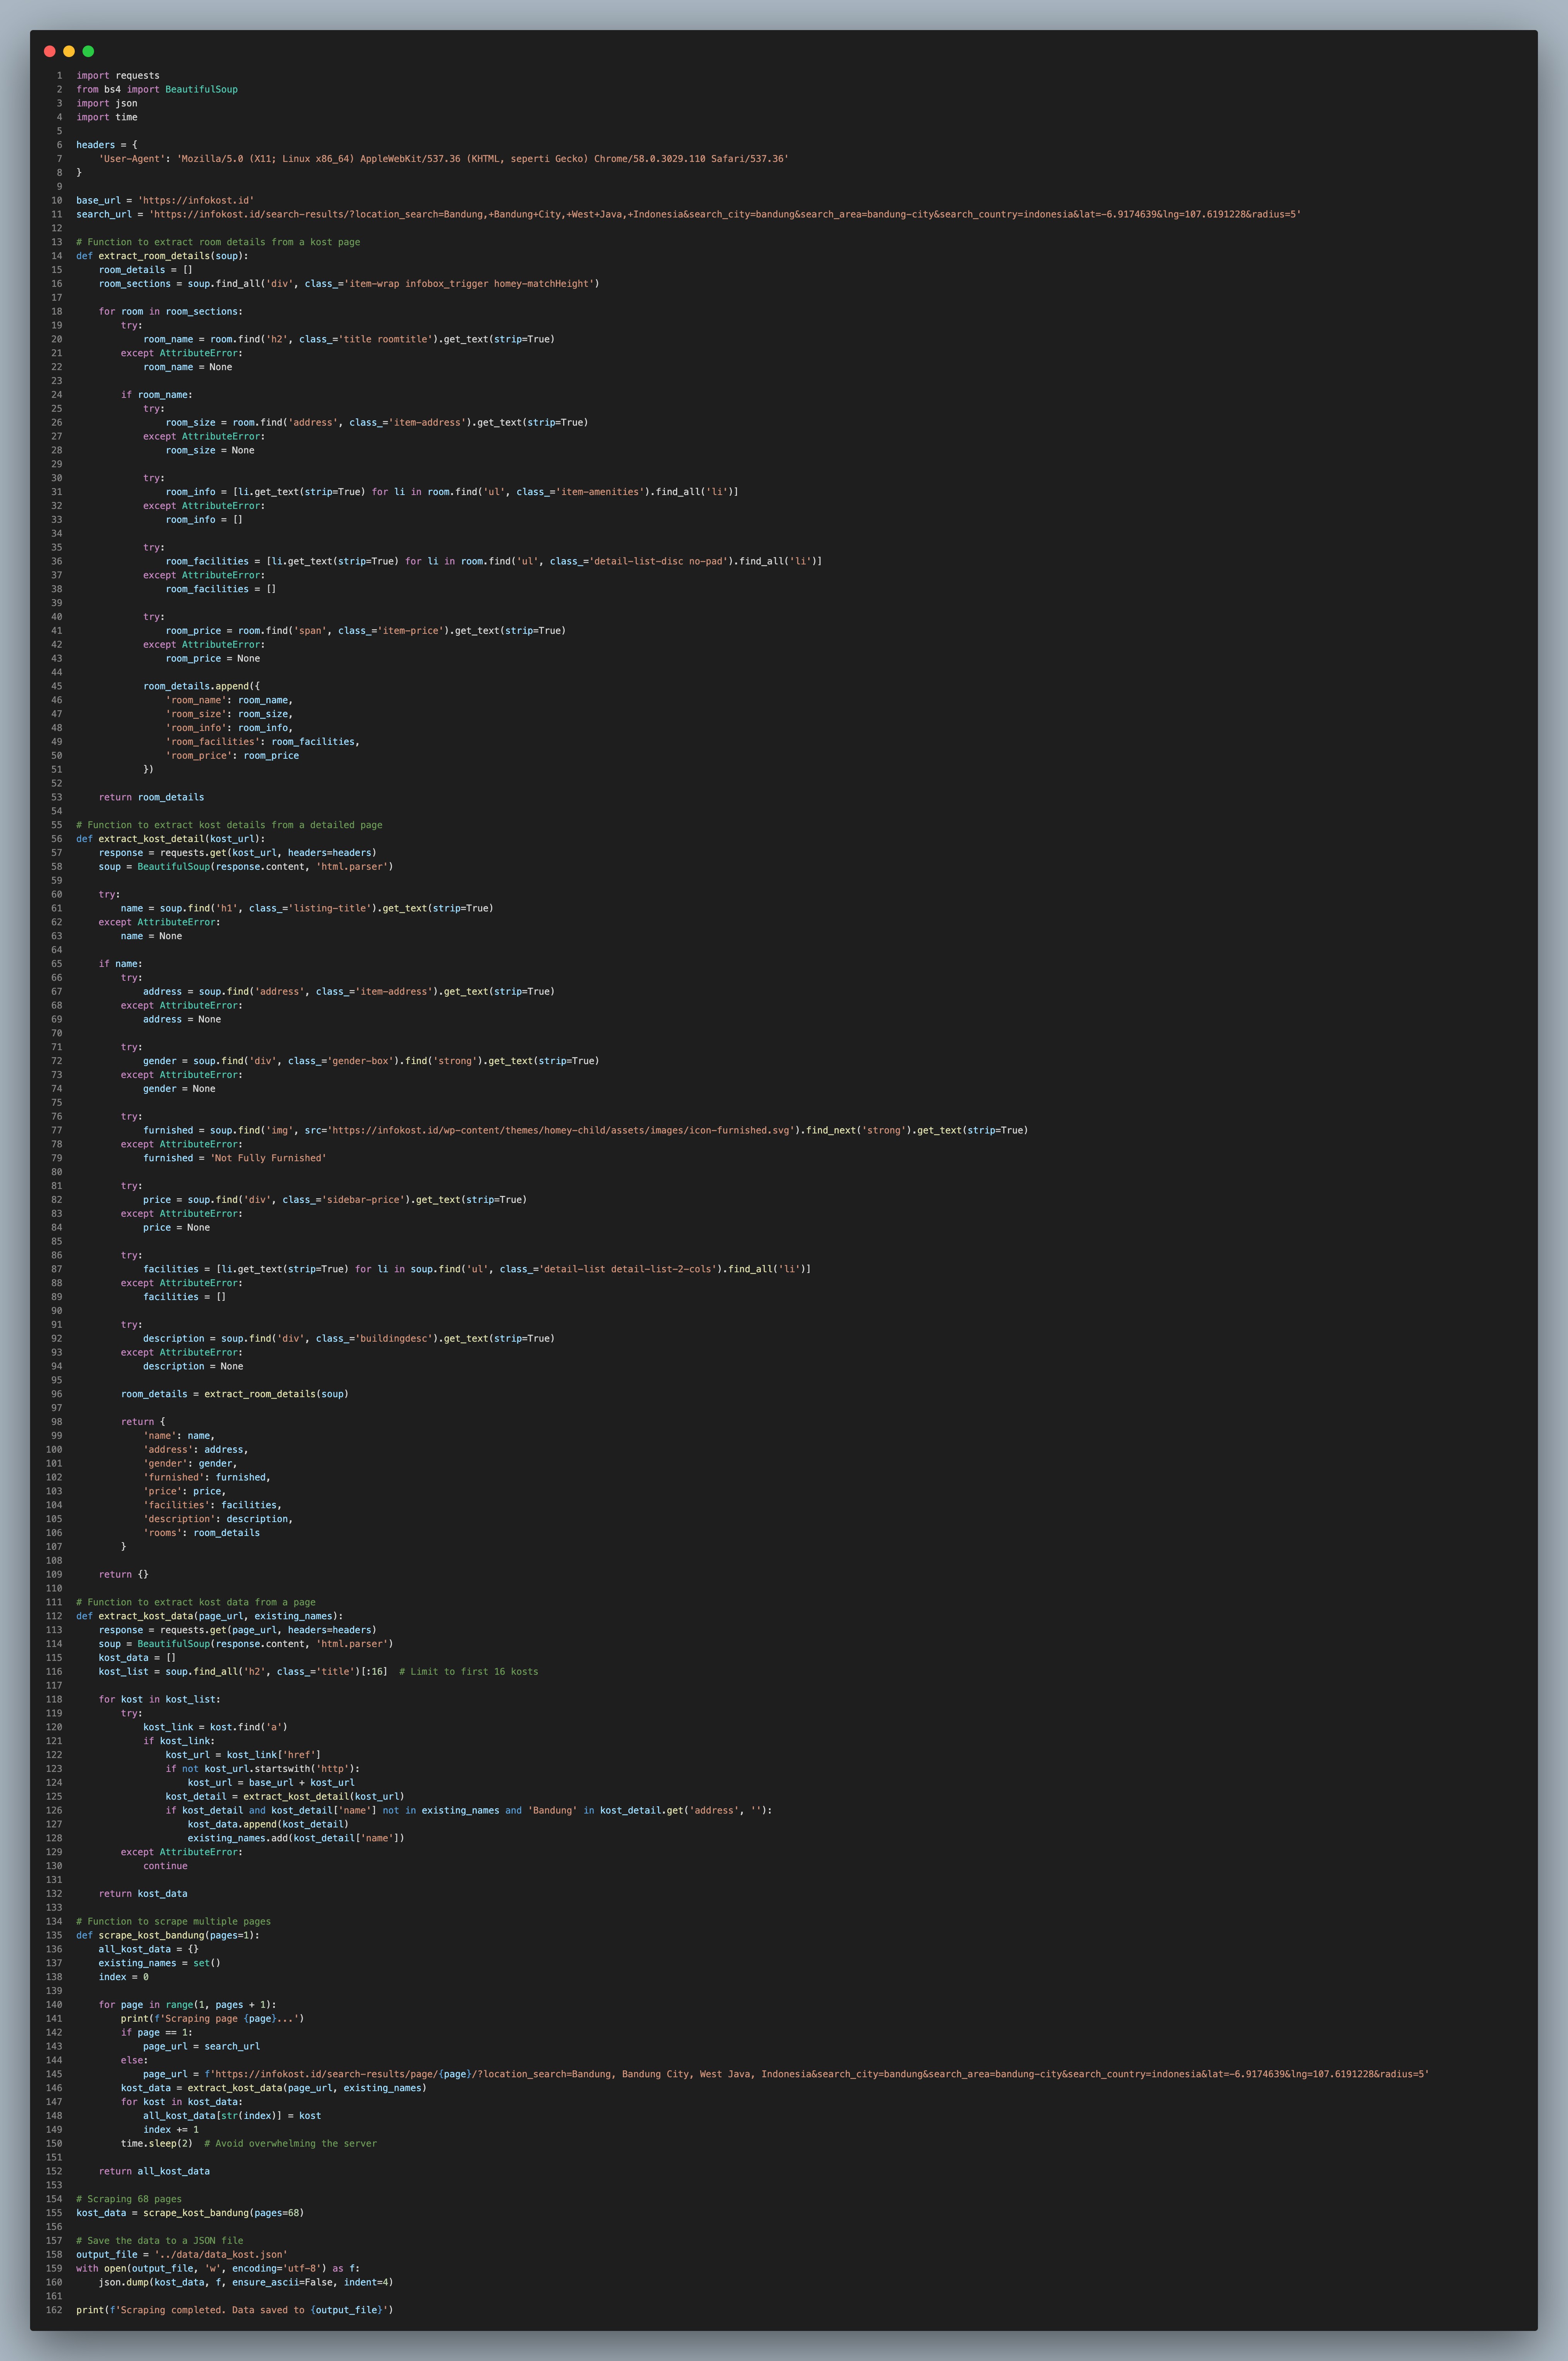 1 import requests
2 from bs4 import BeautifulSoup
3 import json
4 import time
5
6 headers = {
7     'User-Agent': 'Mozilla/5.0 (X11; Linux x86_64) AppleWebKit/537.36 (KHTML, seperti Gecko) Chrome/58.0.3029.110 Safari/537.36'
8 }
9
10 base_url = 'https://infokost.id'
11 search_url = 'https://infokost.id/search-results/?location_search=Bandung,+Bandung+City,+West+Java,+Indonesia&search_city=bandung&search_area=bandung-city&search_country=indonesia&lat=-6.9174639&lng=107.6191228&radius=5'
12
13 # Function to extract room details from a kost page
14 def extract_room_details(soup):
15     room_details = []
16     room_sections = soup.find_all('div', class_='item-wrap infobox_trigger homey-matchHeight')
17
18     for room in room_sections:
19         try:
20             room_name = room.find('h2', class_='title roomtitle').get_text(strip=True)
21         except AttributeError:
22             room_name = None
23
24         if room_name:
25             try:
26                 room_size = room.find('address', class_='item-address').get_text(strip=True)
27             except AttributeError:
28                 room_size = None
29
30             try:
31                 room_info = [li.get_text(strip=True) for li in room.find('ul', class_='item-amenities').find_all('li')]
32             except AttributeError:
33                 room_info = []
34
35             try:
36                 room_facilities = [li.get_text(strip=True) for li in room.find('ul', class_='detail-list-disc no-pad').find_all('li')]
37             except AttributeError:
38                 room_facilities = []
39
40             try:
41                 room_price = room.find('span', class_='item-price').get_text(strip=True)
42             except AttributeError:
43                 room_price = None
44
45             room_details.append({
46                 'room_name': room_name,
47                 'room_size': room_size,
48                 'room_info': room_info,
49                 'room_facilities': room_facilities,
50                 'room_price': room_price
51             })
52
53     return room_details
54
55 # Function to extract kost details from a detailed page
56 def extract_kost_detail(kost_url):
57     response = requests.get(kost_url, headers=headers)
58     soup = BeautifulSoup(response.content, 'html.parser')
59
60     try:
61         name = soup.find('h1', class_='listing-title').get_text(strip=True)
62     except AttributeError:
63         name = None
64
65     if name:
66         try:
67             address = soup.find('address', class_='item-address').get_text(strip=True)
68         except AttributeError:
69             address = None
70
71         try:
72             gender = soup.find('div', class_='gender-box').find('strong').get_text(strip=True)
73         except AttributeError:
74             gender = None
75
76         try:
77             furnished = soup.find('img', src='https://infokost.id/wp-content/themes/homey-child/assets/images/icon-furnished.svg').find_next('strong').get_text(strip=True)
78         except AttributeError:
79             furnished = 'Not Fully Furnished'
80
81         try:
82             price = soup.find('div', class_='sidebar-price').get_text(strip=True)
83         except AttributeError:
84             price = None
85
86         try:
87             facilities = [li.get_text(strip=True) for li in soup.find('ul', class_='detail-list detail-list-2-cols').find_all('li')]
88         except AttributeError:
89             facilities = []
90
91         try:
92             description = soup.find('div', class_='buildingdesc').get_text(strip=True)
93         except AttributeError:
94             description = None
95
96         room_details = extract_room_details(soup)
97
98         return {
99             'name': name,
100             'address': address,
101             'gender': gender,
102             'furnished': furnished,
103             'price': price,
104             'facilities': facilities,
105             'description': description,
106             'rooms': room_details
107         }
108
109     return {}
110
111 # Function to extract kost data from a page
112 def extract_kost_data(page_url, existing_names):
113     response = requests.get(page_url, headers=headers)
114     soup = BeautifulSoup(response.content, 'html.parser')
115     kost_data = []
116     kost_list = soup.find_all('h2', class_='title')[:16]  # Limit to first 16 kosts
117
118     for kost in kost_list:
119         try:
120             kost_link = kost.find('a')
121             if kost_link:
122                 kost_url = kost_link['href']
123                 if not kost_url.startswith('http'):
124                     kost_url = base_url + kost_url
125                 kost_detail = extract_kost_detail(kost_url)
126                 if kost_detail and kost_detail['name'] not in existing_names and 'Bandung' in kost_detail.get('address', ''):
127                     kost_data.append(kost_detail)
128                     existing_names.add(kost_detail['name'])
129         except AttributeError:
130             continue
131
132     return kost_data
133
134 # Function to scrape multiple pages
135 def scrape_kost_bandung(pages=1):
136     all_kost_data = {}
137     existing_names = set()
138     index = 0
139
140     for page in range(1, pages + 1):
141         print(f'Scraping page {page}...')
142         if page == 1:
143             page_url = search_url
144         else:
145             page_url = f'https://infokost.id/search-results/page/{page}/?location_search=Bandung, Bandung City, West Java, Indonesia&search_city=bandung&search_area=bandung-city&search_country=indonesia&lat=-6.9174639&lng=107.6191228&radius=5'
146         kost_data = extract_kost_data(page_url, existing_names)
147         for kost in kost_data:
148             all_kost_data[str(index)] = kost
149             index += 1
150         time.sleep(2)  # Avoid overwhelming the server
151
152     return all_kost_data
153
154 # Scraping 68 pages
155 kost_data = scrape_kost_bandung(pages=68)
156
157 # Save the data to a JSON file
158 output_file = '../data/data_kost.json'
159 with open(output_file, 'w', encoding='utf-8') as f:
160     json.dump(kost_data, f, ensure_ascii=False, indent=4)
161
162 print(f'Scraping completed. Data saved to {output_file}')